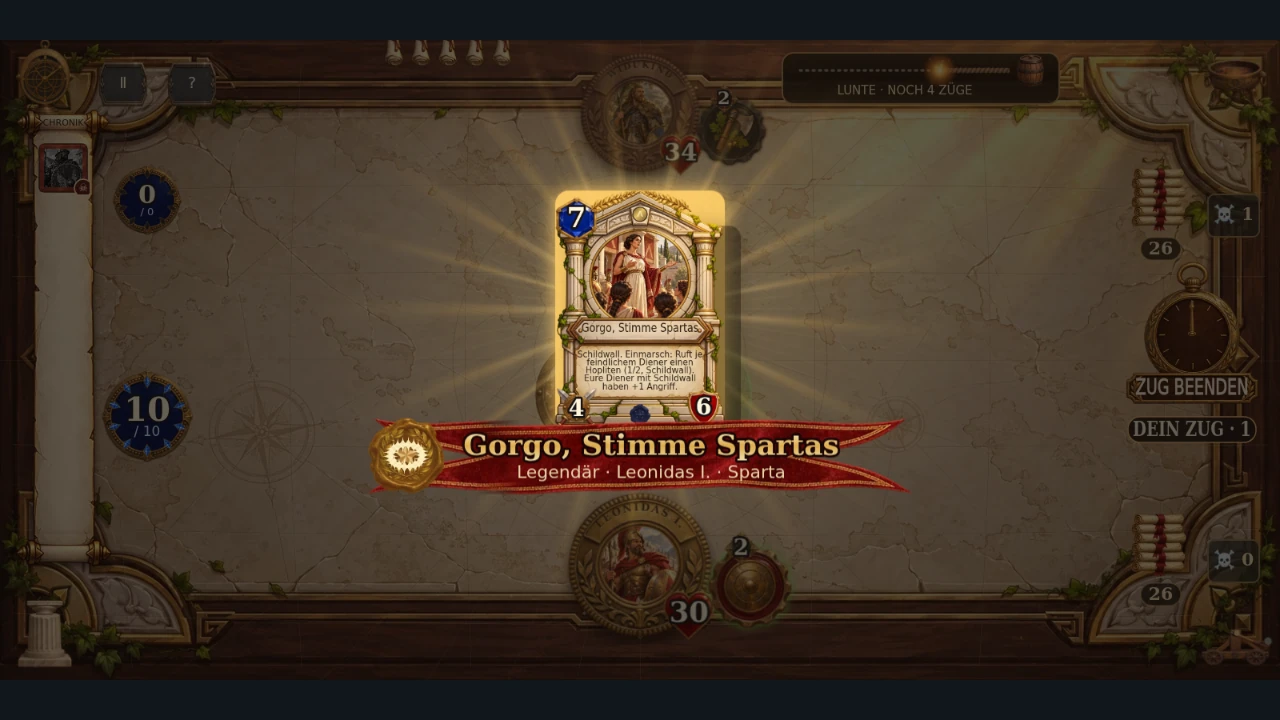 II
?
LUNTE · NOCH 4 ZÜGE
CHRONIK
2
34
0
/ 0
7
1
26
Gorgo, Stimme Spartas
Schildwall. Einmarsch: Ruft je
feindlichem Diener einen
Hopliten (1/2, Schildwall).
Eure Diener mit Schildwall
haben +1 Angriff.
4
6
10
/ 10
ZUG BEENDEN
DEIN ZUG · 1
Gorgo, Stimme Spartas
Legendär · Leonidas I. · Sparta
LEONIDAS I.
2
30
0
26